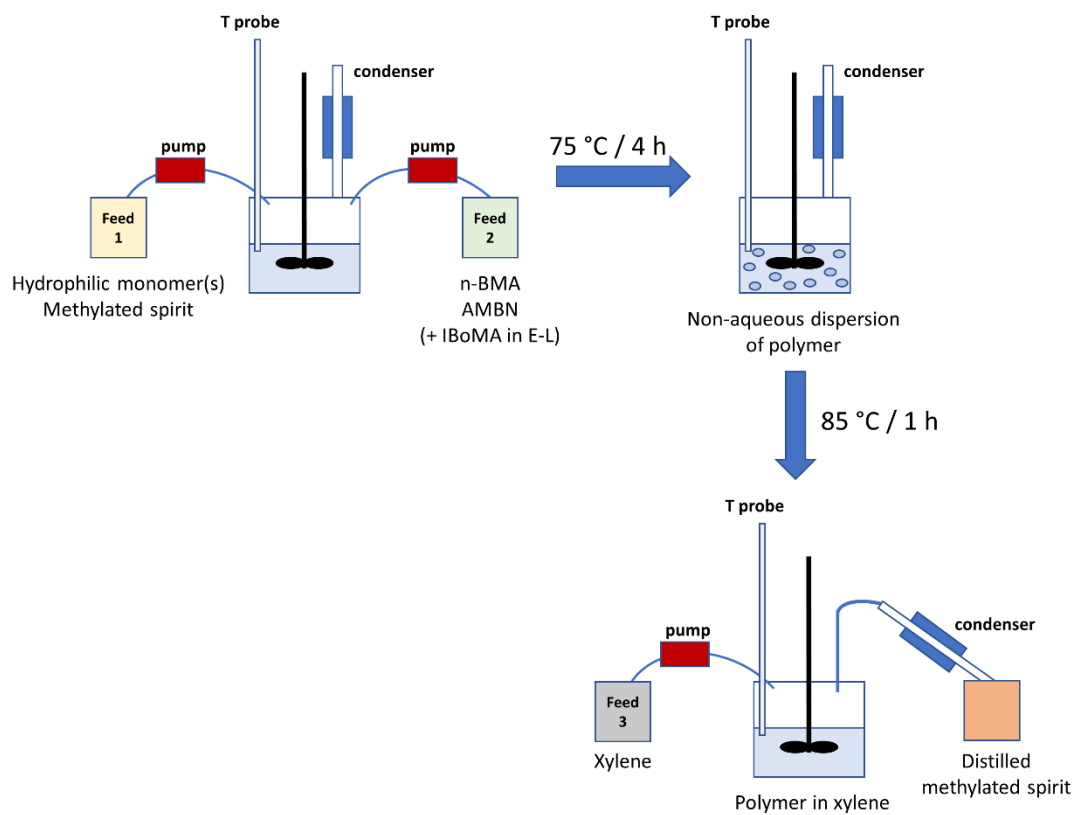 T probe
condenser
pump
pump
Feed
1
Feed
2
Hydrophilic monomer(s)
Methylated spirit
n-BMA
AMBN
(+ IBoMA in E-L)
75 °C / 4 h
T probe
condenser
Non-aqueous dispersion
of polymer
85 °C / 1 h
T probe
condenser
pump
Feed
3
Xylene
Polymer in xylene
Distilled
methylated spirit